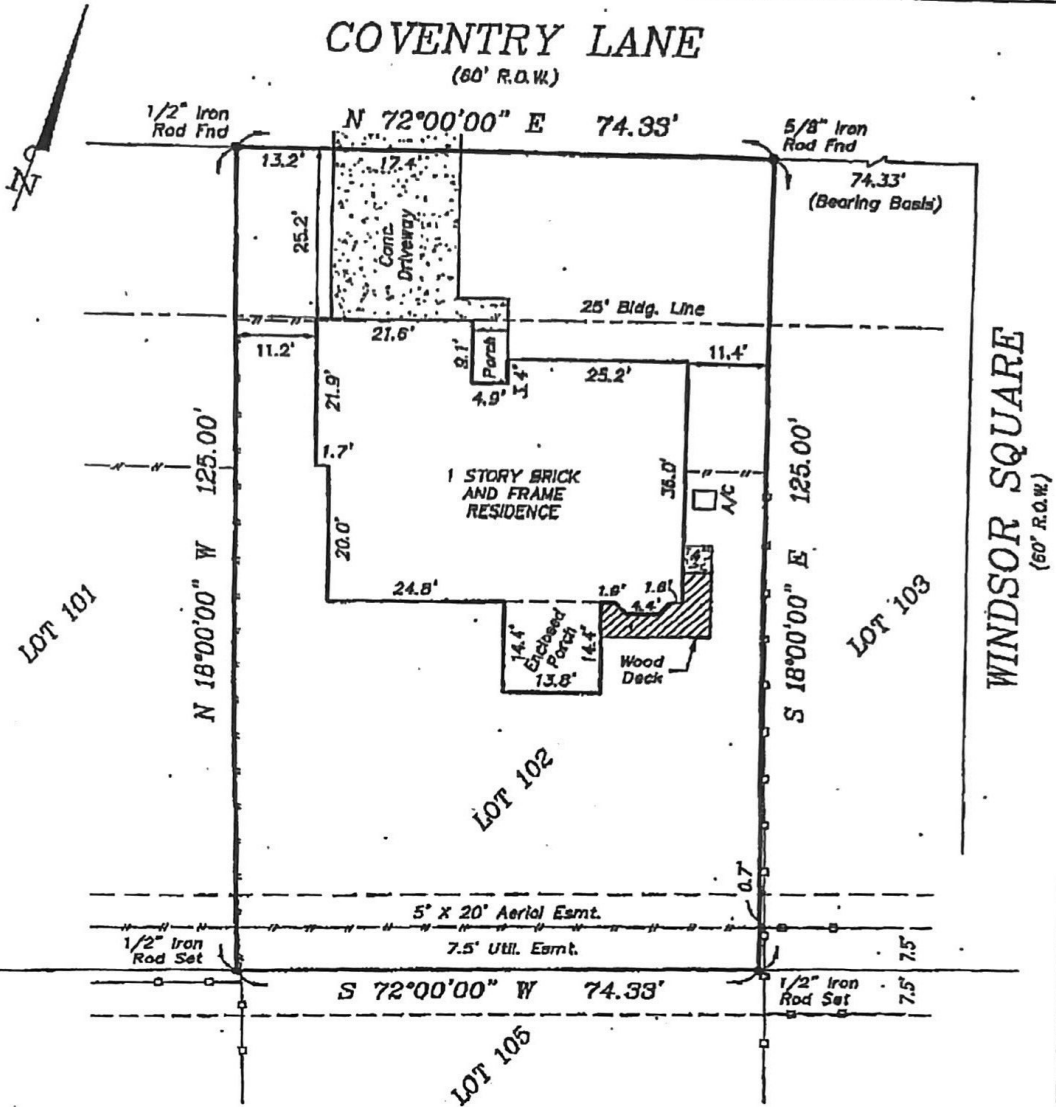 COVENTRY LANE
(60' R.O.W.)
1/2" Iron
Rod Fnd
N 72°00'00" E 74.33'
5/8" Iron
Rod Fnd
N
13.2'
17.4'
74.33'
(Bearing Basis)
25.2'
Conc.
Driveway
25' Bldg. Line
21.6'
11.2'
9.1'
Porch
3.4'
25.2'
11.4'
4.9'
21.9'
1.7'
WINDSOR SQUARE
(60' R.O.W.)
N 18°00'00" W 125.00'
1 STORY BRICK
AND FRAME
RESIDENCE
36.0'
A/C
S 18°00'00" E 125.00'
20.0'
24.8'
1.9'
1.6'
4.4'
LOT 101
LOT 103
14.4'
Enclosed
Porch
14.4'
13.8'
Wood
Deck
LOT 102
0.7'
5' X 20' Aerial Esmt.
7.5' Util. Esmt.
7.5'
1/2" Iron
Rod Set
S 72°00'00" W 74.33'
1/2" Iron
Rod Set
7.5'
LOT 105